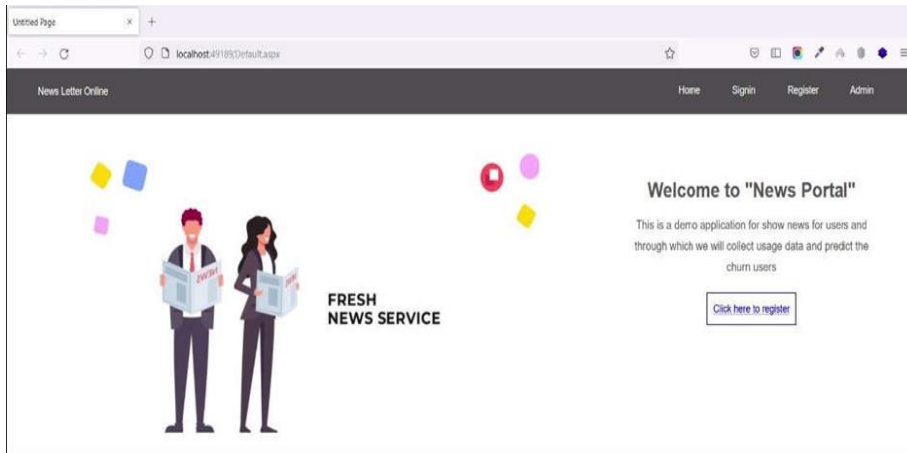 Untitled Page
localhost:49189/Default.aspx
News Letter Online
Home Signin Register Admin
Welcome to "News Portal"
This is a demo application for show news for users and
through which we will collect usage data and predict the
churn users
Click here to register
NEWS
NEWS
FRESH
NEWS SERVICE